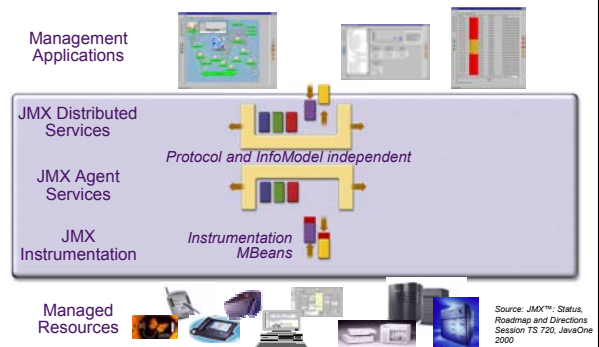 Management
Applications
JMX Distributed
Services
Protocol and InfoModel independent
JMX Agent
Services
JMX
Instrumentation
Instrumentation
MBeans
Managed
Resources
Source: JMX™: Status,
Roadmap and Directions
Session TS 720, JavaOne
2000